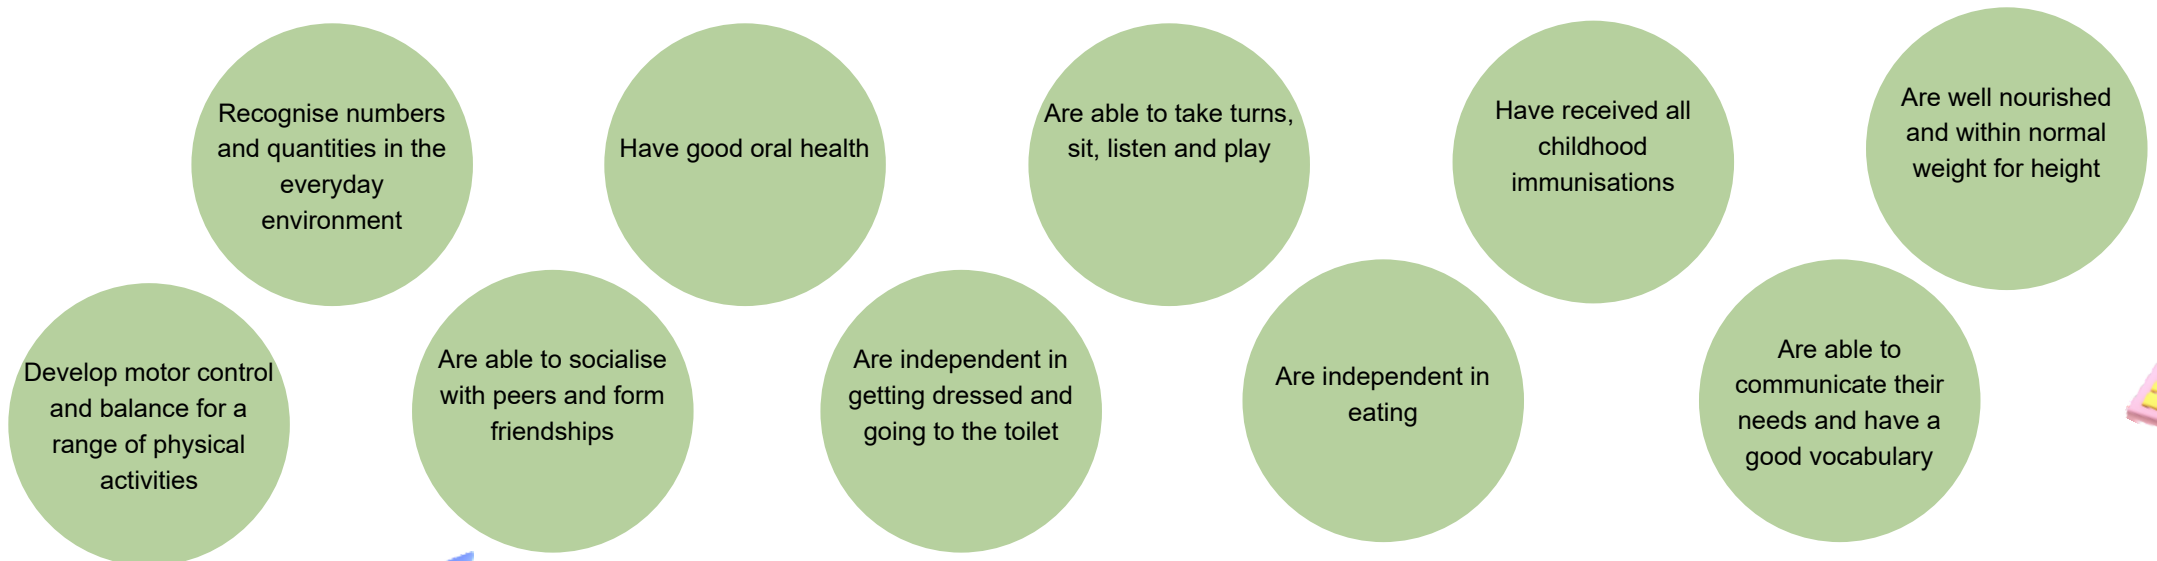 Recognise numbers
and quantities in the
everyday
environment
Have good oral health
Are able to take turns,
sit, listen and play
Have received all
childhood
immunisations
Are well nourished
and within normal
weight for height
Develop motor control
and balance for a
range of physical
activities
Are able to socialise
with peers and form
friendships
Are independent in
getting dressed and
going to the toilet
Are independent in
eating
Are able to
communicate their
needs and have a
good vocabulary